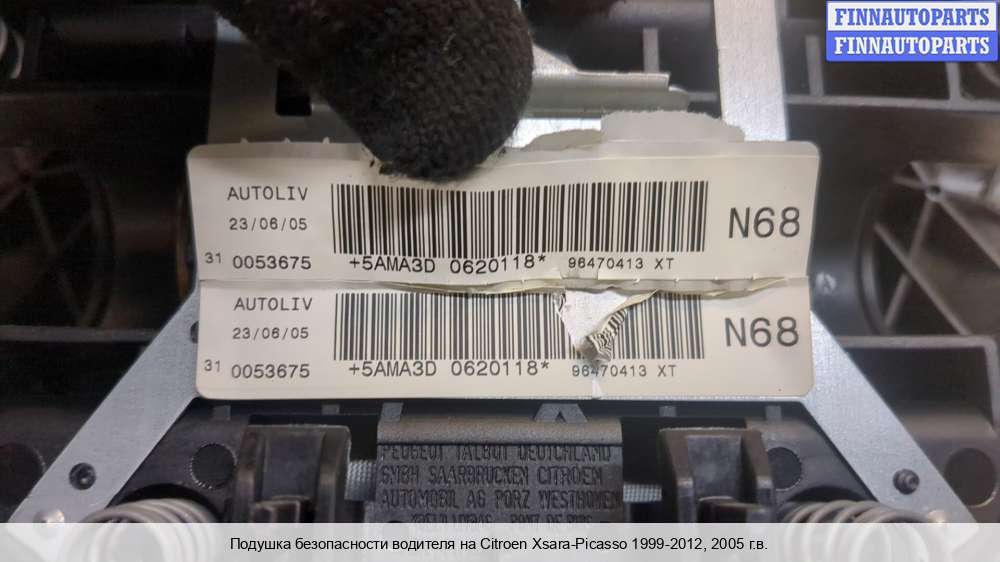 FINNAUTOPARTS
FINNAUTOPARTS
AUTOLIV
23/06/05
31 0053675
+5AMA3D 0620118* 96470413 XT
N68
AUTOLIV
23/06/05
31 0053675
+5AMA3D 0620118* 96470413 XT
N68
PEUGEOT TALBOT DEUTCHLAND
GMBH SAARBRUCKEN CITROEM
AUTOMOBIL AG PORZ WESTHOVEN
Подушка безопасности водителя на Citroen Xsara-Picasso 1999-2012, 2005 г.в.